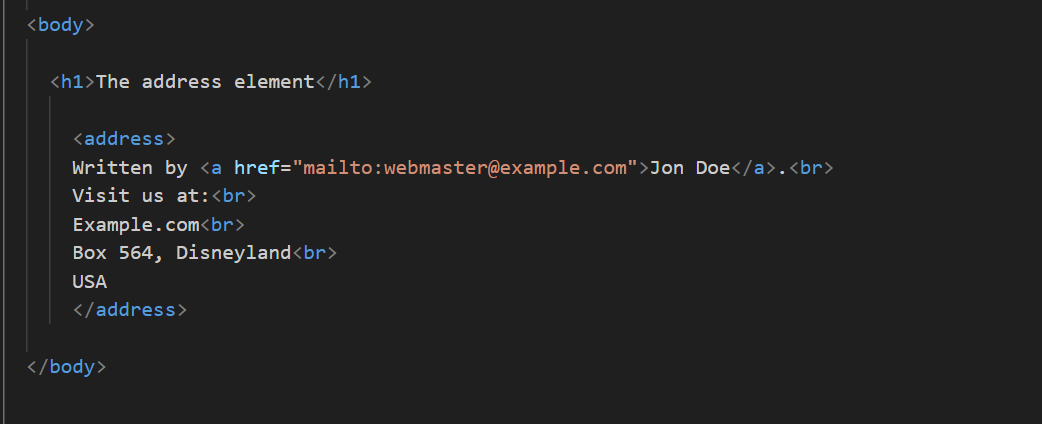 <body>
<h1>The address element</h1>
<address>
Written by <a href="mailto:webmaster@example.com">Jon Doe</a>.<br>
Visit us at:<br>
Example.com<br>
Box 564, Disneyland<br>
USA
</address>
</body>